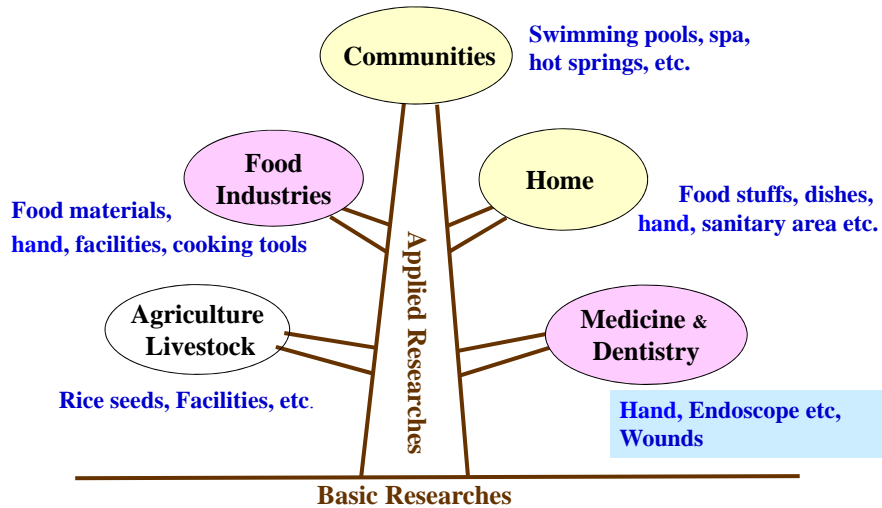 Communities
Swimming pools, spa,
hot springs, etc.
Food
Industries
Home
Food materials,
hand, facilities, cooking tools
Food stuffs, dishes,
hand, sanitary area etc.
Applied Researches
Agriculture
Livestock
Medicine &
Dentistry
Rice seeds, Facilities, etc.
Hand, Endoscope etc,
Wounds
Basic Researches